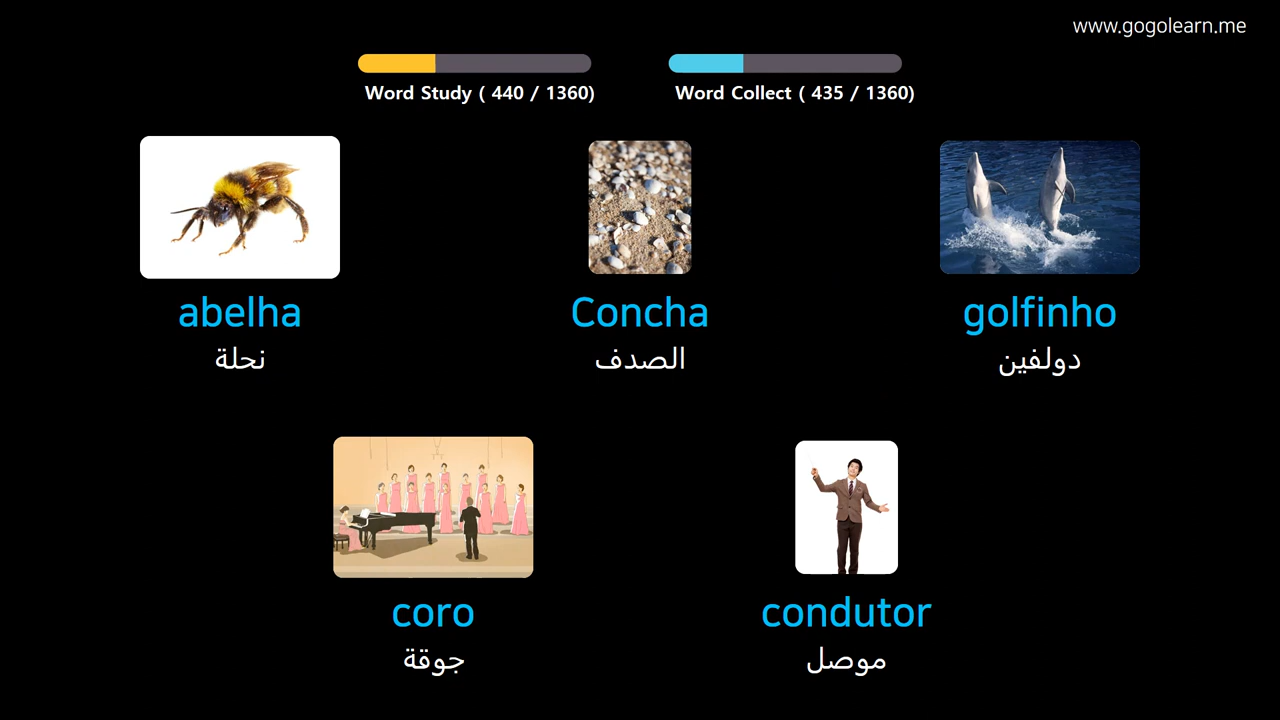 www.gogolearn.me
Word Study ( 440 / 1360)
Word Collect ( 435 / 1360)
abelha
نحلة
Concha
الصدف
golfinho
دولفين
coro
جوقة
condutor
موصل